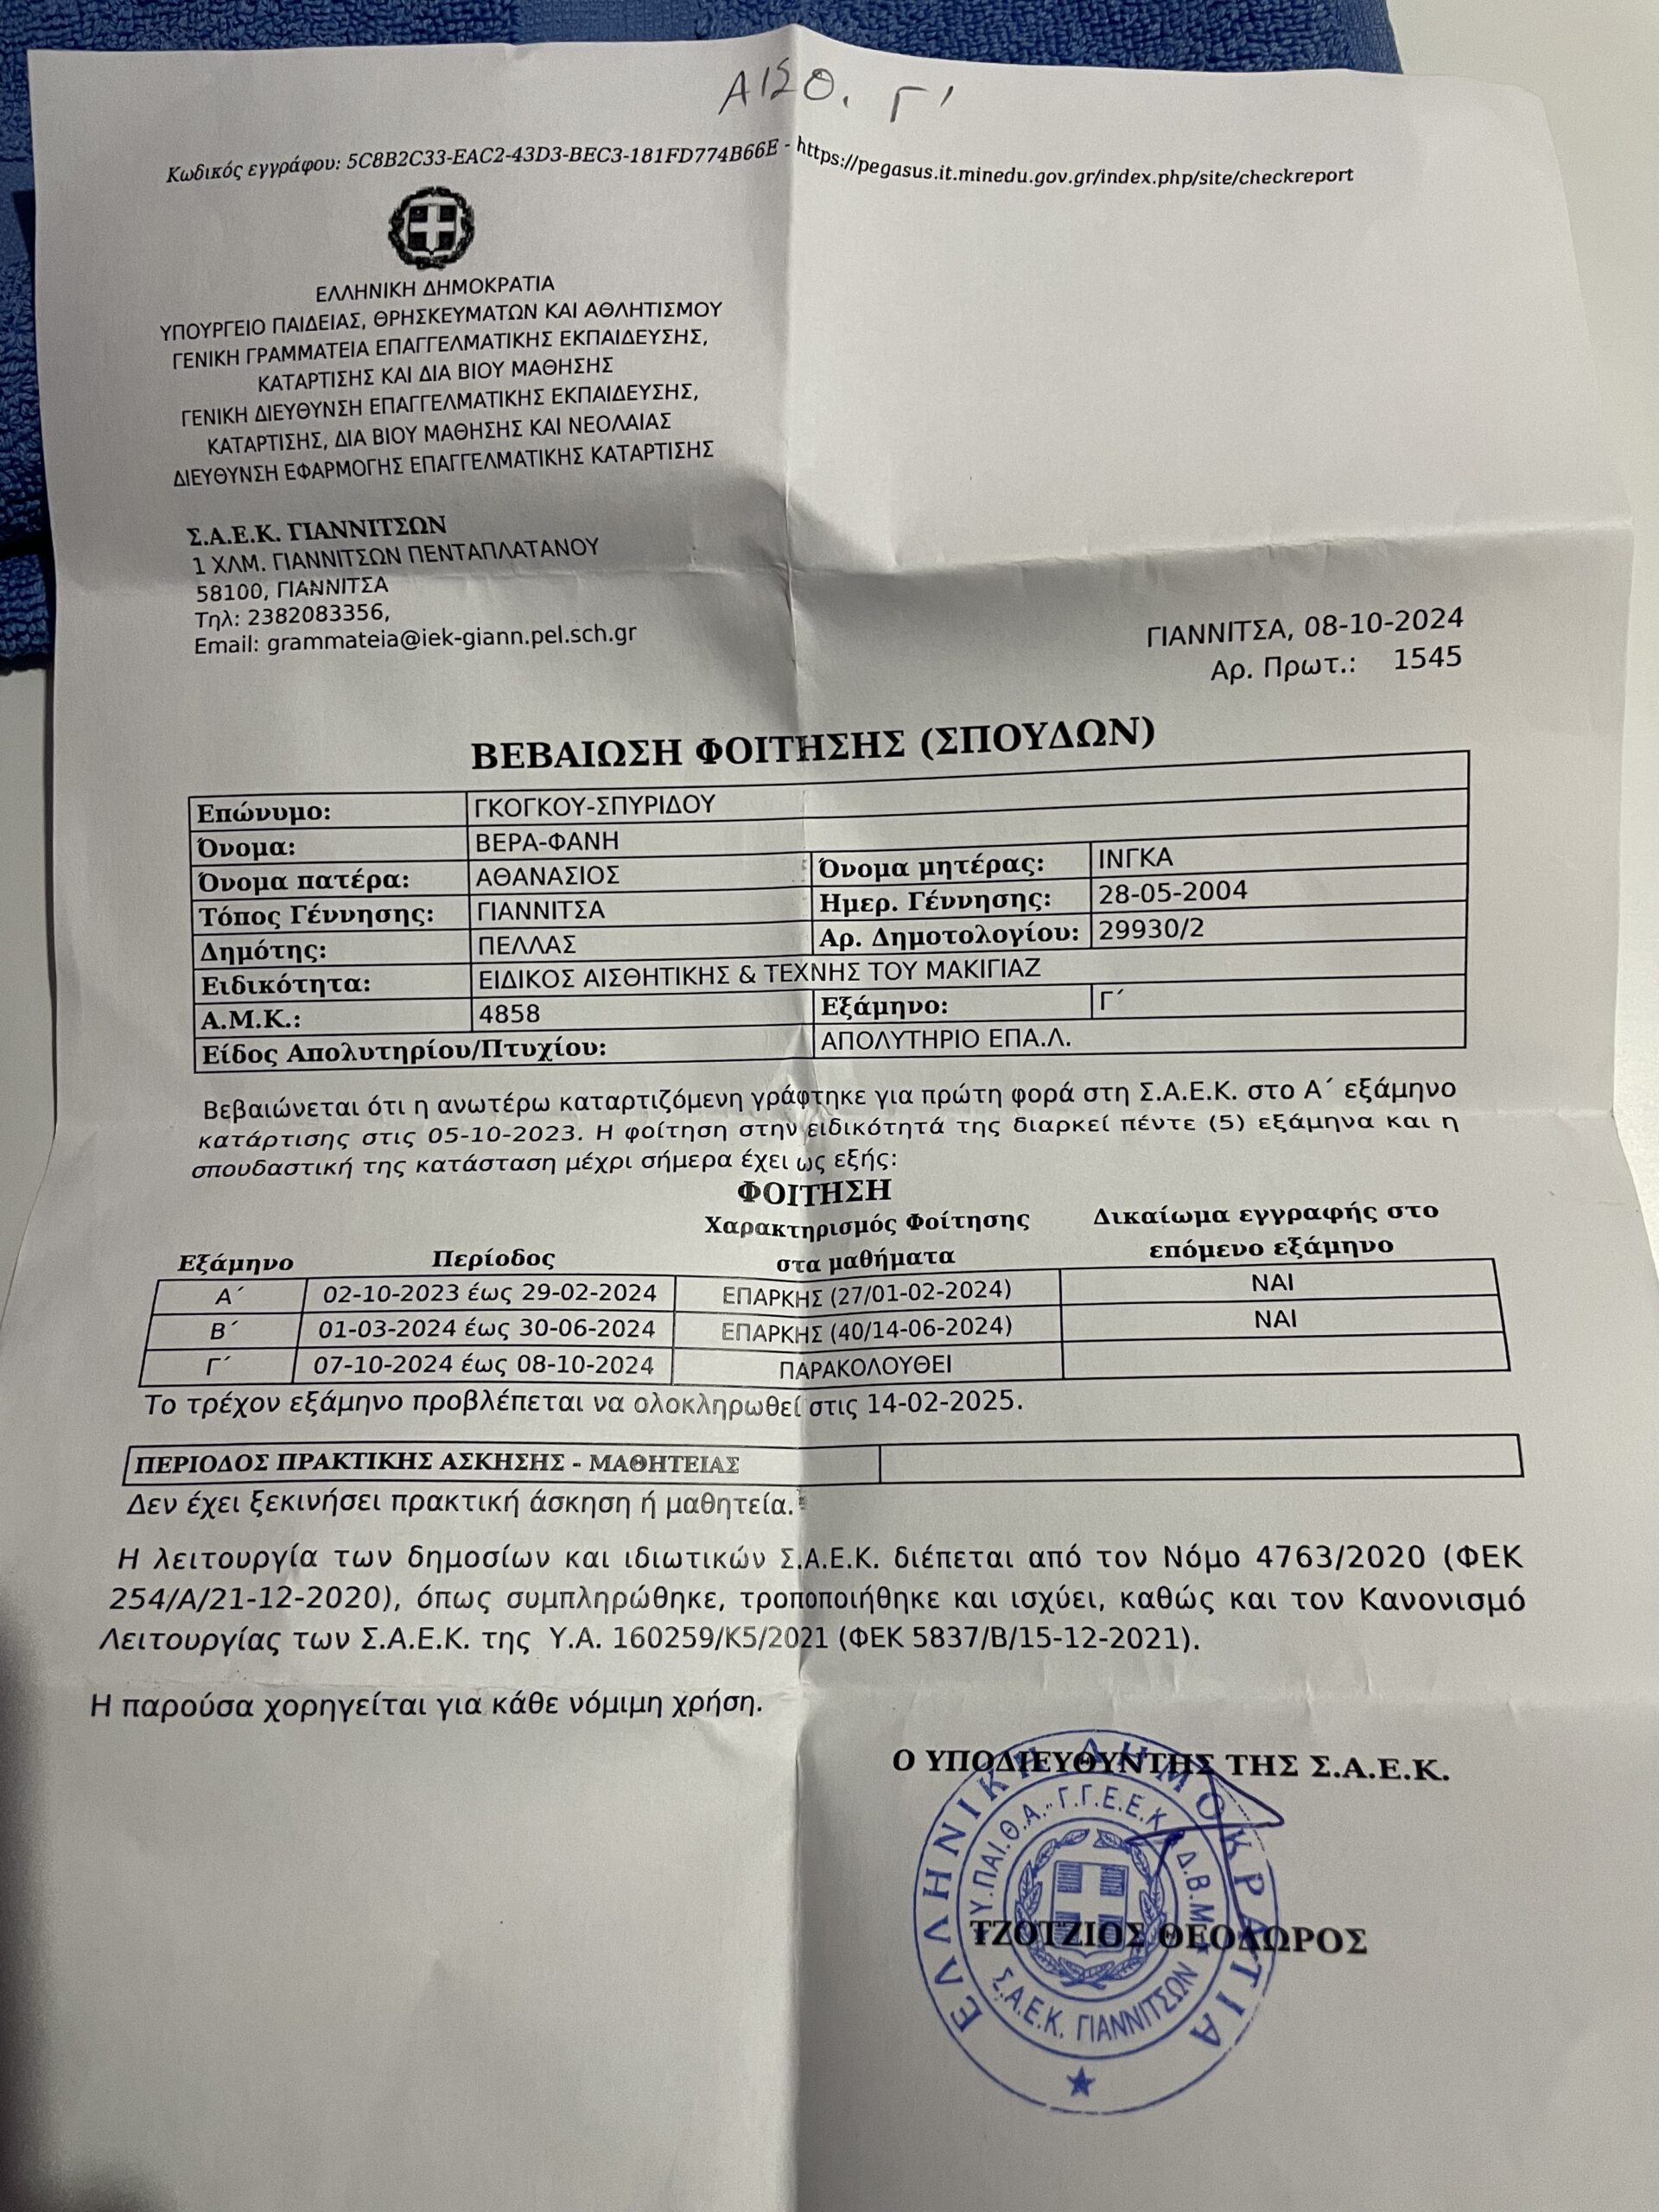 ΑΙΣΘ. Γ'
Κωδικός εγγράφου: 5C8B2C33-EAC2-43D3-BEC3-181FD774B66E - https://pegasus.it.minedu.gov.gr/index.php/site/checkreport
ΕΛΛΗΝΙΚΗ ΔΗΜΟΚΡΑΤΙΑ
ΥΠΟΥΡΓΕΙΟ ΠΑΙΔΕΙΑΣ, ΘΡΗΣΚΕΥΜΑΤΩΝ ΚΑΙ ΑΘΛΗΤΙΣΜΟΥ
ΓΕΝΙΚΗ ΓΡΑΜΜΑΤΕΙΑ ΕΠΑΓΓΕΛΜΑΤΙΚΗΣ ΕΚΠΑΙΔΕΥΣΗΣ,
ΚΑΤΑΡΤΙΣΗΣ ΚΑΙ ΔΙΑ ΒΙΟΥ ΜΑΘΗΣΗΣ
ΓΕΝΙΚΗ ΔΙΕΥΘΥΝΣΗ ΕΠΑΓΓΕΛΜΑΤΙΚΗΣ ΕΚΠΑΙΔΕΥΣΗΣ,
ΚΑΤΑΡΤΙΣΗΣ, ΔΙΑ ΒΙΟΥ ΜΑΘΗΣΗΣ ΚΑΙ ΝΕΟΛΑΙΑΣ
ΔΙΕΥΘΥΝΣΗ ΕΦΑΡΜΟΓΗΣ ΕΠΑΓΓΕΛΜΑΤΙΚΗΣ ΚΑΤΑΡΤΙΣΗΣ
Σ.Α.Ε.Κ. ΓΙΑΝΝΙΤΣΩΝ
1 ΧΛΜ. ΓΙΑΝΝΙΤΣΩΝ ΠΕΝΤΑΠΛΑΤΑΝΟΥ
58100, ΓΙΑΝΝΙΤΣΑ
Τηλ: 2382083356,
Email: grammateia@iek-giann.pel.sch.gr
ΓΙΑΝΝΙΤΣΑ, 08-10-2024
Αρ. Πρωτ.: 1545
ΒΕΒΑΙΩΣΗ ΦΟΙΤΗΣΗΣ (ΣΠΟΥΔΩΝ)
Επώνυμο: ΓΚΟΓΚΟΥ-ΣΠΥΡΙΔΟΥ
Όνομα: ΒΕΡΑ-ΦΑΝΗ
Όνομα πατέρα: ΑΘΑΝΑΣΙΟΣ Όνομα μητέρας: ΙΝΓΚΑ
Τόπος Γέννησης: ΓΙΑΝΝΙΤΣΑ Ημερ. Γέννησης: 28-05-2004
Δημότης: ΠΕΛΛΑΣ Αρ. Δημοτολογίου: 29930/2
Ειδικότητα: ΕΙΔΙΚΟΣ ΑΙΣΘΗΤΙΚΗΣ & ΤΕΧΝΗΣ ΤΟΥ ΜΑΚΙΓΙΑΖ
Α.Μ.Κ.: 4858 Εξάμηνο: Γ΄
Είδος Απολυτηρίου/Πτυχίου: ΑΠΟΛΥΤΗΡΙΟ ΕΠΑ.Λ.
Βεβαιώνεται ότι η ανωτέρω καταρτιζόμενη γράφτηκε για πρώτη φορά στη Σ.Α.Ε.Κ. στο Α΄ εξάμηνο
κατάρτισης στις 05-10-2023. Η φοίτηση στην ειδικότητά της διαρκεί πέντε (5) εξάμηνα και η
σπουδαστική της κατάσταση μέχρι σήμερα έχει ως εξής:
ΦΟΙΤΗΣΗ
Εξάμηνο Περίοδος Χαρακτηρισμός Φοίτησης στα μαθήματα Δικαίωμα εγγραφής στο επόμενο εξάμηνο
Α΄ 02-10-2023 έως 29-02-2024 ΕΠΑΡΚΗΣ (27/01-02-2024) ΝΑΙ
Β΄ 01-03-2024 έως 30-06-2024 ΕΠΑΡΚΗΣ (40/14-06-2024) ΝΑΙ
Γ΄ 07-10-2024 έως 08-10-2024 ΠΑΡΑΚΟΛΟΥΘΕΙ
Το τρέχον εξάμηνο προβλέπεται να ολοκληρωθεί στις 14-02-2025.
ΠΕΡΙΟΔΟΣ ΠΡΑΚΤΙΚΗΣ ΑΣΚΗΣΗΣ - ΜΑΘΗΤΕΙΑΣ
Δεν έχει ξεκινήσει πρακτική άσκηση ή μαθητεία.
Η λειτουργία των δημοσίων και ιδιωτικών Σ.Α.Ε.Κ. διέπεται από τον Νόμο 4763/2020 (ΦΕΚ
254/Α/21-12-2020), όπως συμπληρώθηκε, τροποποιήθηκε και ισχύει, καθώς και τον Κανονισμό
Λειτουργίας των Σ.Α.Ε.Κ. της Υ.Α. 160259/Κ5/2021 (ΦΕΚ 5837/Β/15-12-2021).
Η παρούσα χορηγείται για κάθε νόμιμη χρήση.
Ο ΥΠΟΔΙΕΥΘΥΝΤΗΣ ΤΗΣ Σ.Α.Ε.Κ.
ΕΛΛΗΝΙΚΗ ΔΗΜΟΚΡΑΤΙΑ
Υ.ΠΑΙ.Θ.Α.-Γ.Γ.Ε.Ε.Κ. & Δ.Β.Μ.
Σ.Α.Ε.Κ. ΓΙΑΝΝΙΤΣΩΝ
ΤΖΟΤΖΙΟΣ ΘΕΟΔΩΡΟΣ